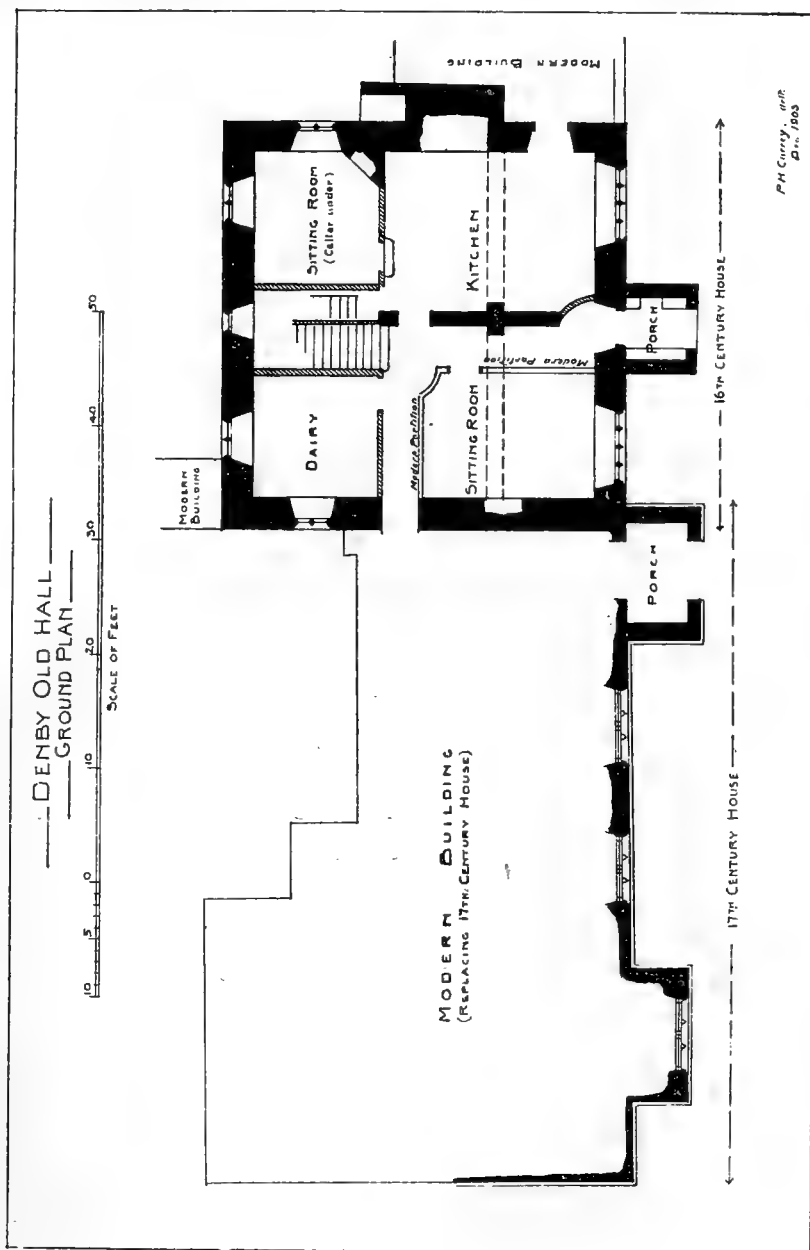 DENBY OLD HALL
GROUND PLAN
10 5 0 10 20 30 40 50
SCALE OF FEET
MODERN
BUILDING
DAIRY
SITTING ROOM
(Cellar under)
MODERN BUILDING
Modern Partition
SITTING ROOM
Modern Partition
KITCHEN
PORCH
PORCH
MODERN BUILDING
(REPLACING 17TH. CENTURY HOUSE)
17TH CENTURY HOUSE
16TH CENTURY HOUSE
P H Currey, delt.
Dec. 1903